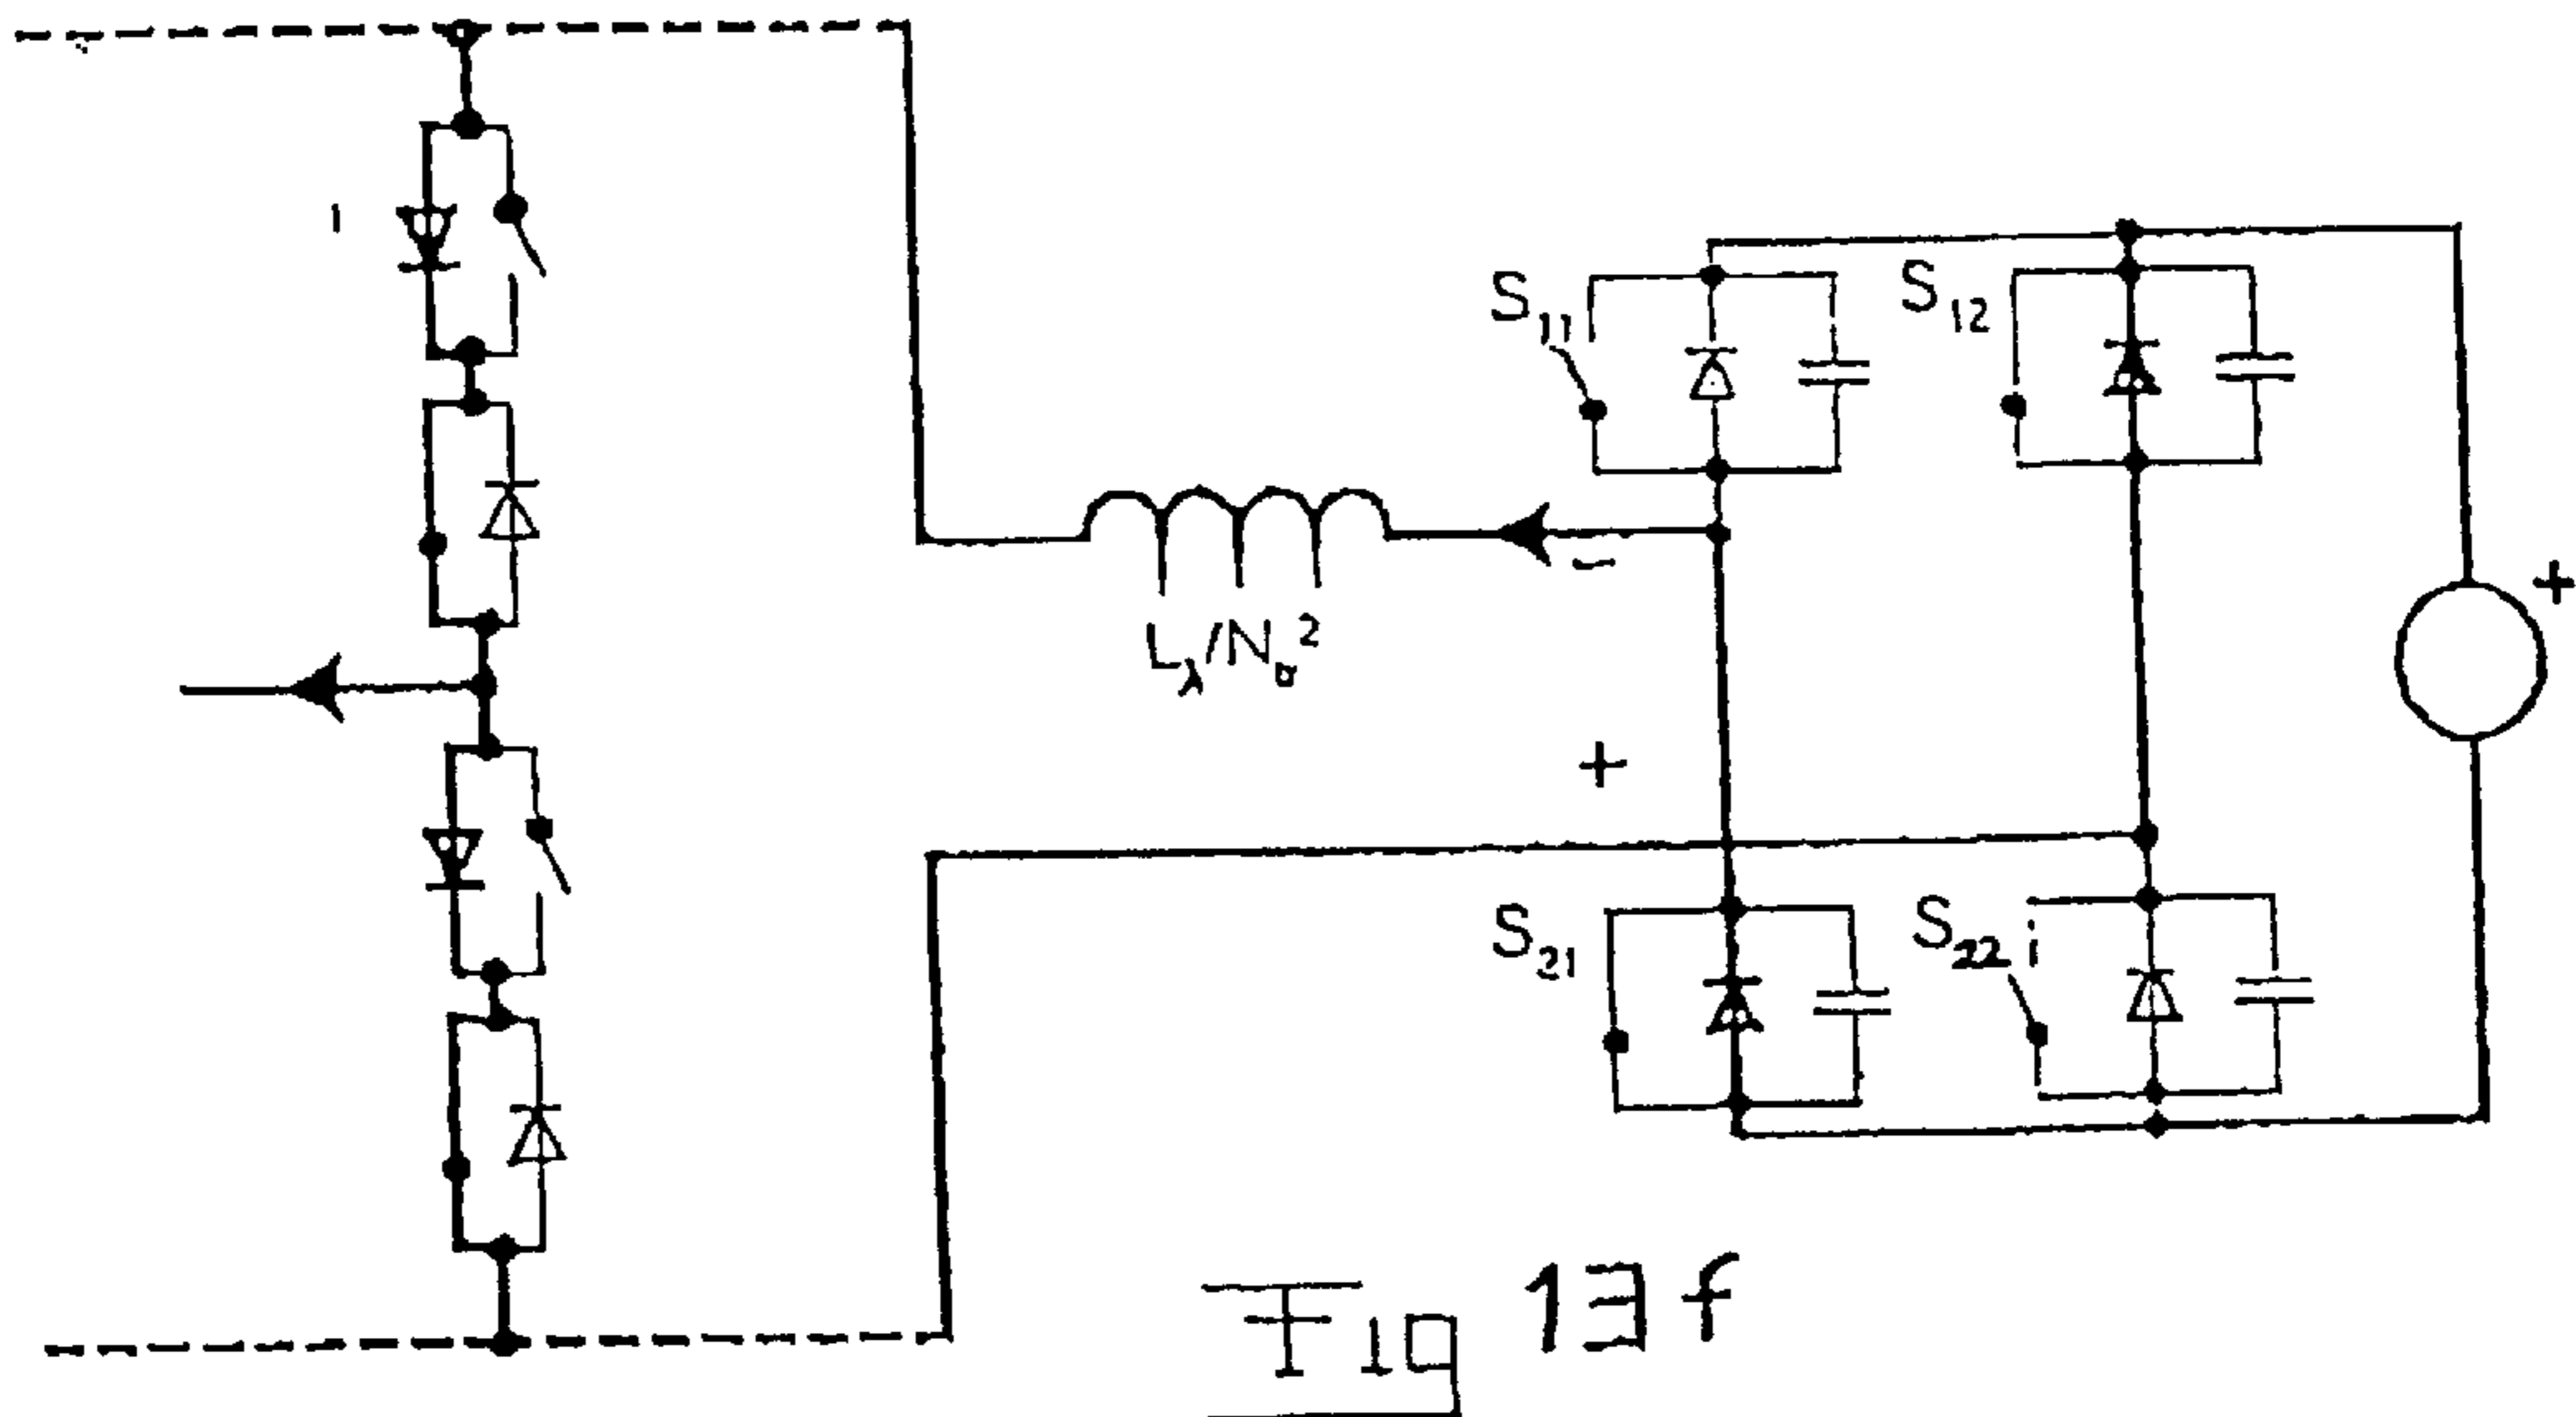 1
S₁₁
S₁₂
−
+
Lλ/Nσ²
+
S₂₁
S₂₂
Fig 13f